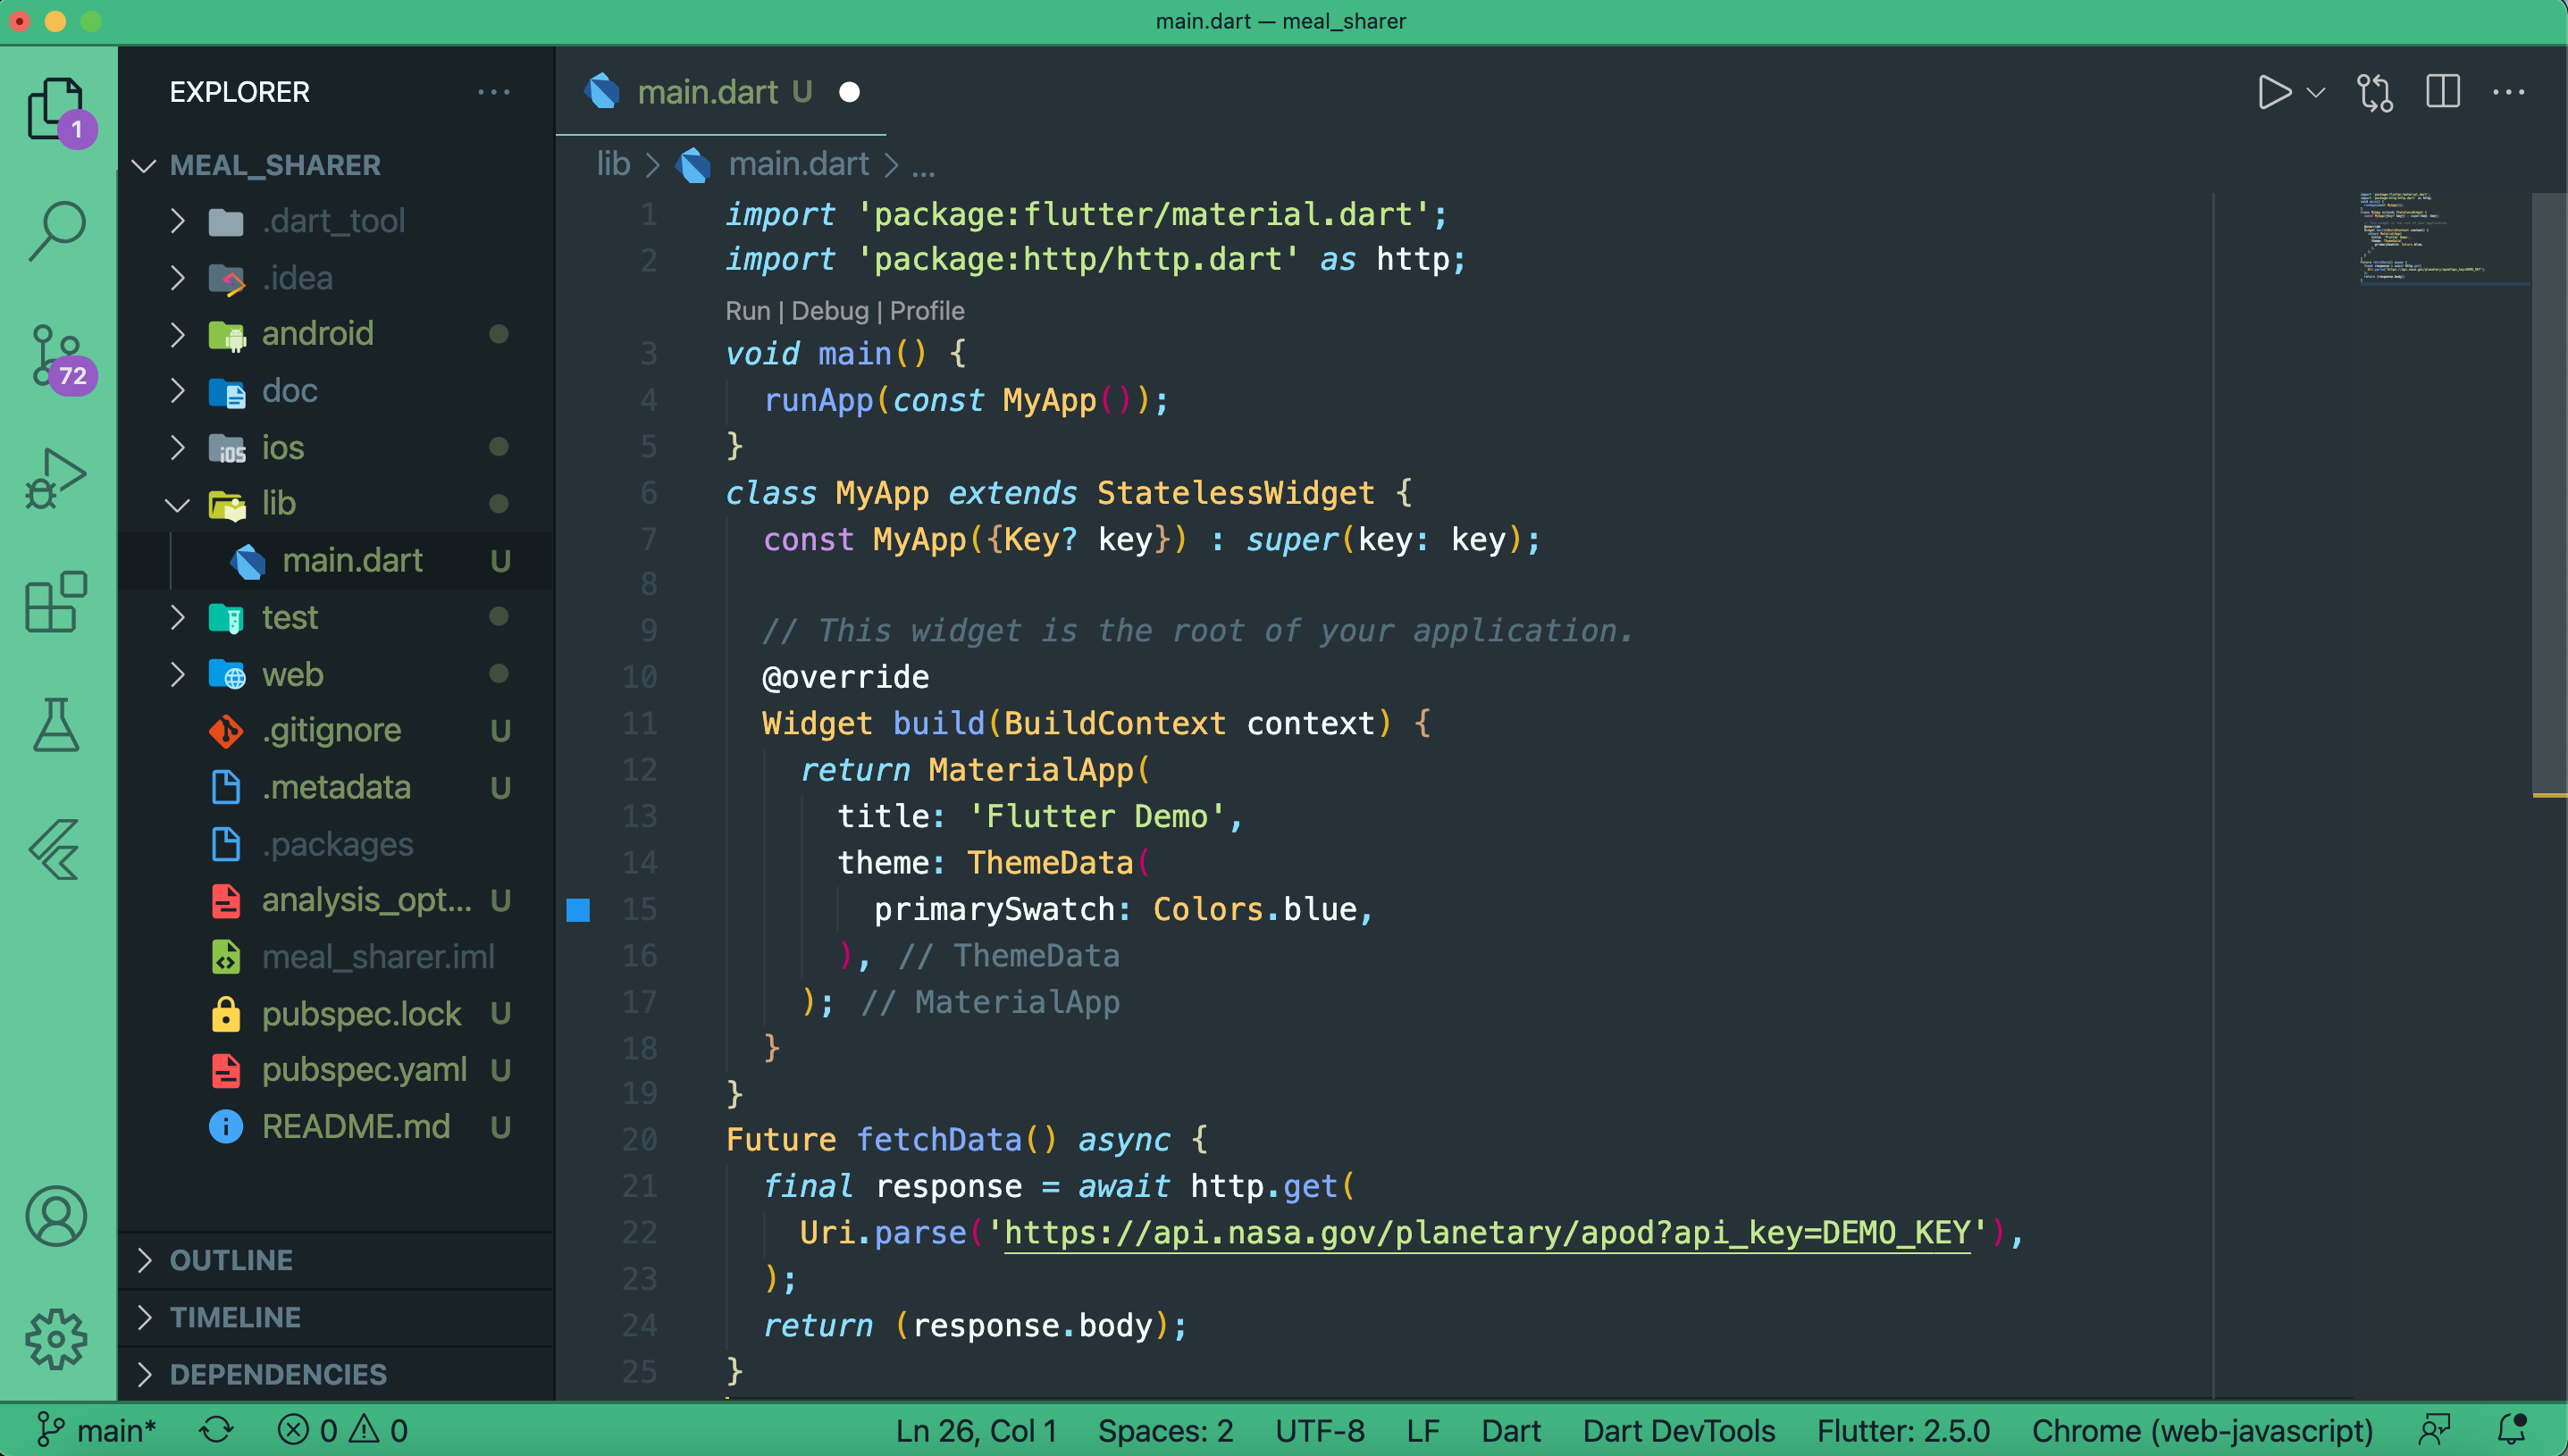 main.dart — meal_sharer
EXPLORER
MEAL_SHARER
.dart_tool
.idea
android
doc
ios
lib
main.dart U
test
web
.gitignore U
.metadata U
.packages
analysis_opt... U
meal_sharer.iml
pubspec.lock U
pubspec.yaml U
README.md U
OUTLINE
TIMELINE
DEPENDENCIES
1
72
main.dart U
lib > main.dart > ...
1 import 'package:flutter/material.dart';
2 import 'package:http/http.dart' as http;
Run | Debug | Profile
3 void main() {
4 runApp(const MyApp());
5 }
6 class MyApp extends StatelessWidget {
7 const MyApp({Key? key}) : super(key: key);
8
9 // This widget is the root of your application.
10 @override
11 Widget build(BuildContext context) {
12 return MaterialApp(
13 title: 'Flutter Demo',
14 theme: ThemeData(
15 primarySwatch: Colors.blue,
16 ), // ThemeData
17 ); // MaterialApp
18 }
19 }
20 Future fetchData() async {
21 final response = await http.get(
22 Uri.parse('https://api.nasa.gov/planetary/apod?api_key=DEMO_KEY'),
23 );
24 return (response.body);
25 }
main* 0 0 Ln 26, Col 1 Spaces: 2 UTF-8 LF Dart Dart DevTools Flutter: 2.5.0 Chrome (web-javascript)